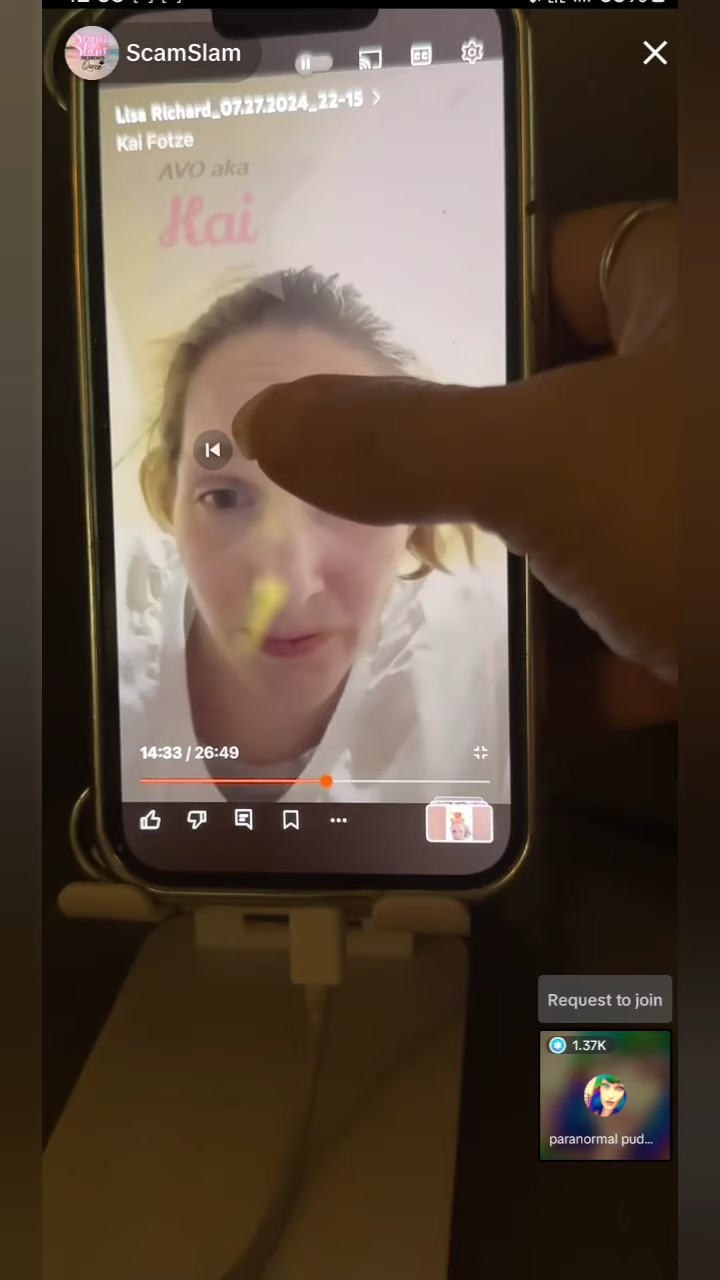 ScamSlam
CC
Lisa Richard_07.27.2024_22-15
Kai Fotze
AVO aka
Kai
14:33 / 26:49
Request to join
1.37K
paranormal pud...